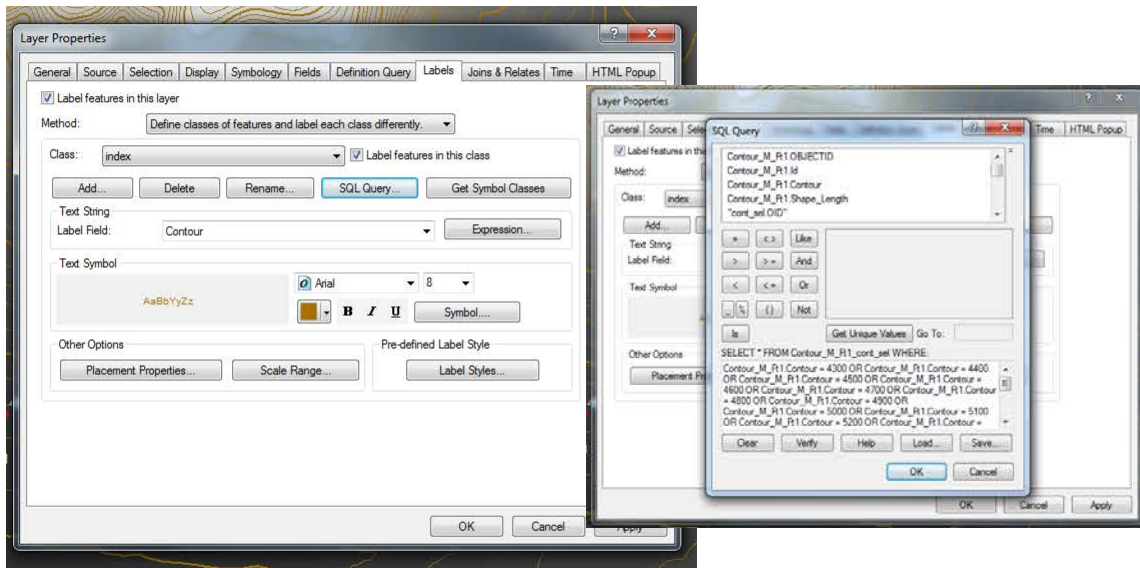 Layer Properties
General Source Selection Display Symbology Fields Definition Query Labels Joins & Relates Time HTML Popup
Label features in this layer
Method: Define classes of features and label each class differently.
Class: index Label features in this class
Add... Delete Rename... SQL Query... Get Symbol Classes
Text String
Label Field: Contour Expression...
Text Symbol
AaBbYyZz
Arial 8
B I U Symbol....
Other Options Pre-defined Label Style
Placement Properties... Scale Range... Label Styles...
OK Cancel Apply
Layer Properties
General Source Sele Time HTML Popup
Label features in the
Method:
Class: index
Add...
Text String
Label Field:
Text Symbol
Other Options
Placement Pr
OK Cancel Apply
SQL Query
Contour_M_Ft1.OBJECTID
Contour_M_Ft1.Id
Contour_M_Ft1.Contour
Contour_M_Ft1.Shape_Length
"cont_sel.OID"
= < > Like
> > = And
< < = Or
_ % () Not
Is Get Unique Values Go To:
SELECT * FROM Contour_M_Ft1_cont_sel WHERE:
Contour_M_Ft1.Contour = 4300 OR Contour_M_Ft1.Contour = 4400
OR Contour_M_Ft1.Contour = 4500 OR Contour_M_Ft1.Contour =
4600 OR Contour_M_Ft1.Contour = 4700 OR Contour_M_Ft1.Contour
= 4800 OR Contour_M_Ft1.Contour = 4900 OR
Contour_M_Ft1.Contour = 5000 OR Contour_M_Ft1.Contour = 5100
OR Contour_M_Ft1.Contour = 5200 OR Contour_M_Ft1.Contour =
Clear Verify Help Load... Save...
OK Cancel